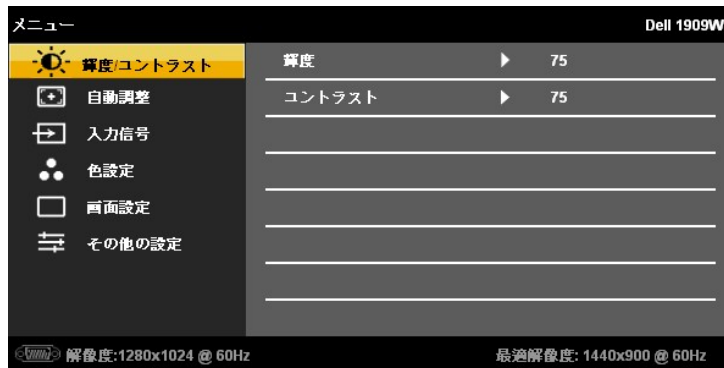 メニュー
Dell 1909W
輝度/コントラスト
輝度 75
自動調整
コントラスト 75
入力信号
色設定
画面設定
その他の設定
解像度:1280x1024 @ 60Hz
最適解像度: 1440x900 @ 60Hz